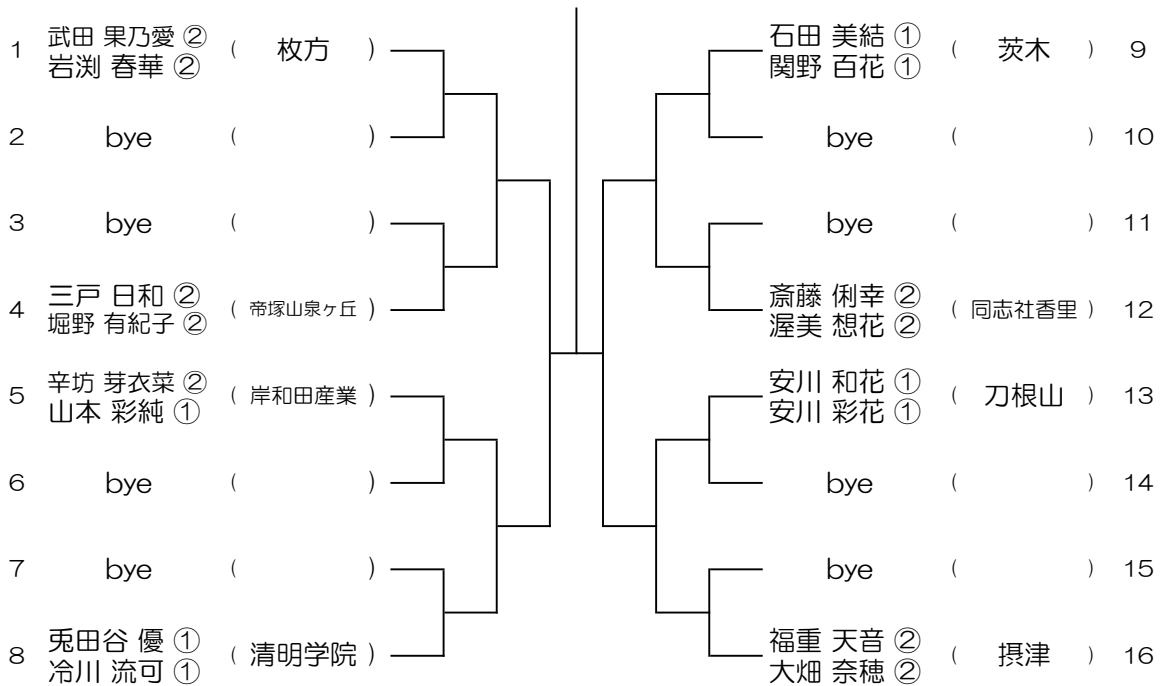 1 武田 果乃愛 ② ( 枚方 )
岩渕 春華 ②
2 bye ( )
3 bye ( )
4 三戸 日和 ② ( 帝塚山泉ヶ丘 )
堀野 有紀子 ②
5 辛坊 芽衣菜 ② ( 岸和田産業 )
山本 彩純 ①
6 bye ( )
7 bye ( )
8 兎田谷 優 ① ( 清明学院 )
冷川 流可 ①
石田 美結 ① ( 茨木 ) 9
関野 百花 ①
bye ( ) 10
bye ( ) 11
斎藤 俐幸 ② ( 同志社香里 ) 12
渥美 想花 ②
安川 和花 ① ( 刀根山 ) 13
安川 彩花 ①
bye ( ) 14
bye ( ) 15
福重 天音 ② ( 摂津 ) 16
大畑 奈穂 ②